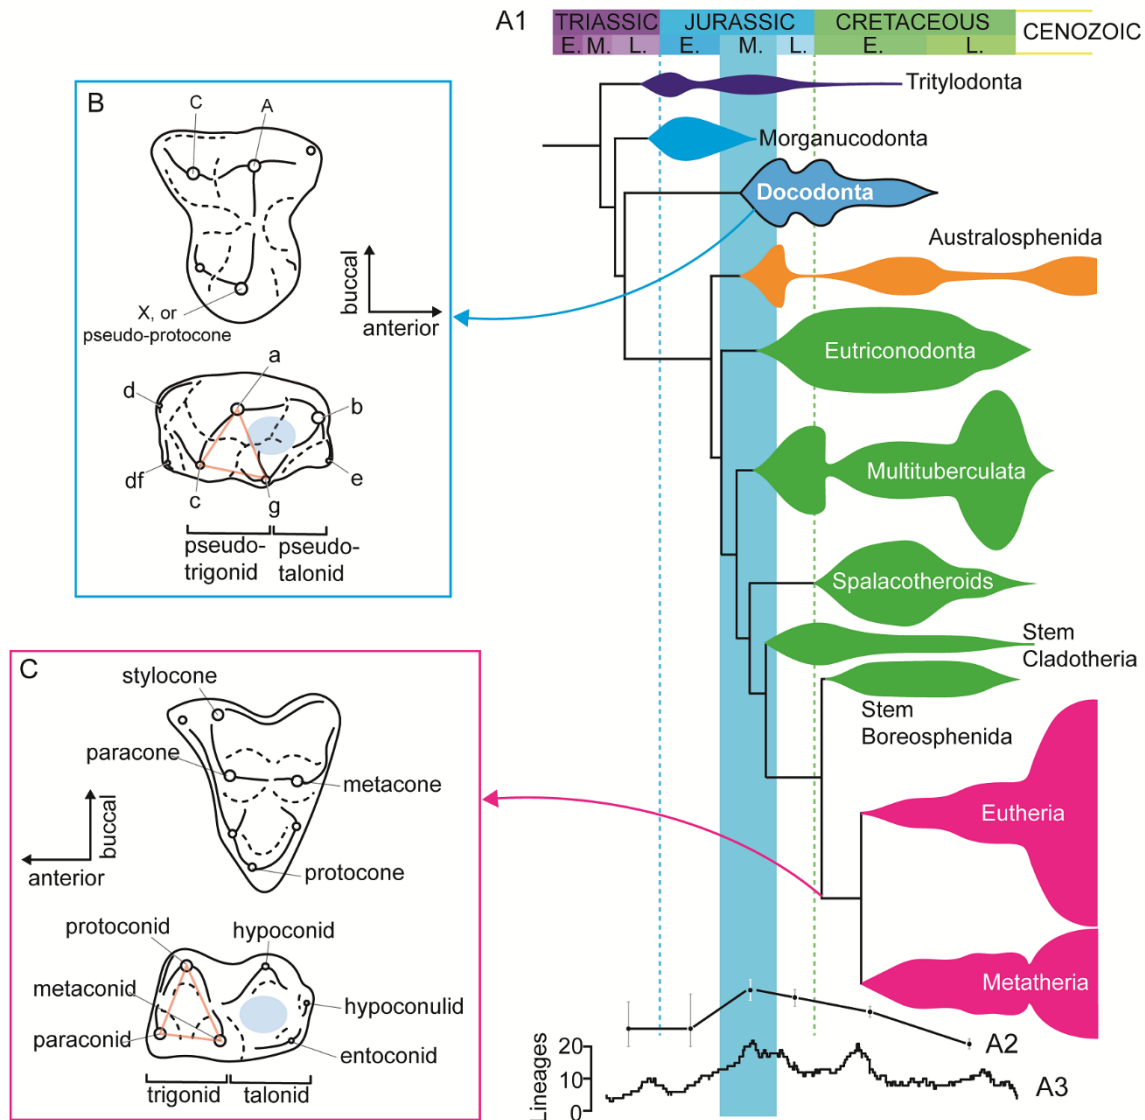 A1
TRIASSIC JURASSIC CRETACEOUS CENOZOIC
E. M. L. E. M. L. E. L.
Tritylodonta
Morganucodonta
Docodonta
Australosphenida
Eutriconodonta
Multituberculata
Spalacotheroids
Stem
Cladotheria
Stem
Boreosphenida
Eutheria
Metatheria
A2
A3
Lineages
20
10
0
B
C A
X, or
pseudo-protocone
buccal
anterior
a
d b
df c g e
pseudo-
trigonid
pseudo-
talonid
C
stylocone
paracone
metacone
protocone
buccal
anterior
protoconid
hypoconid
metaconid
hypoconulid
paraconid
entoconid
trigonid talonid